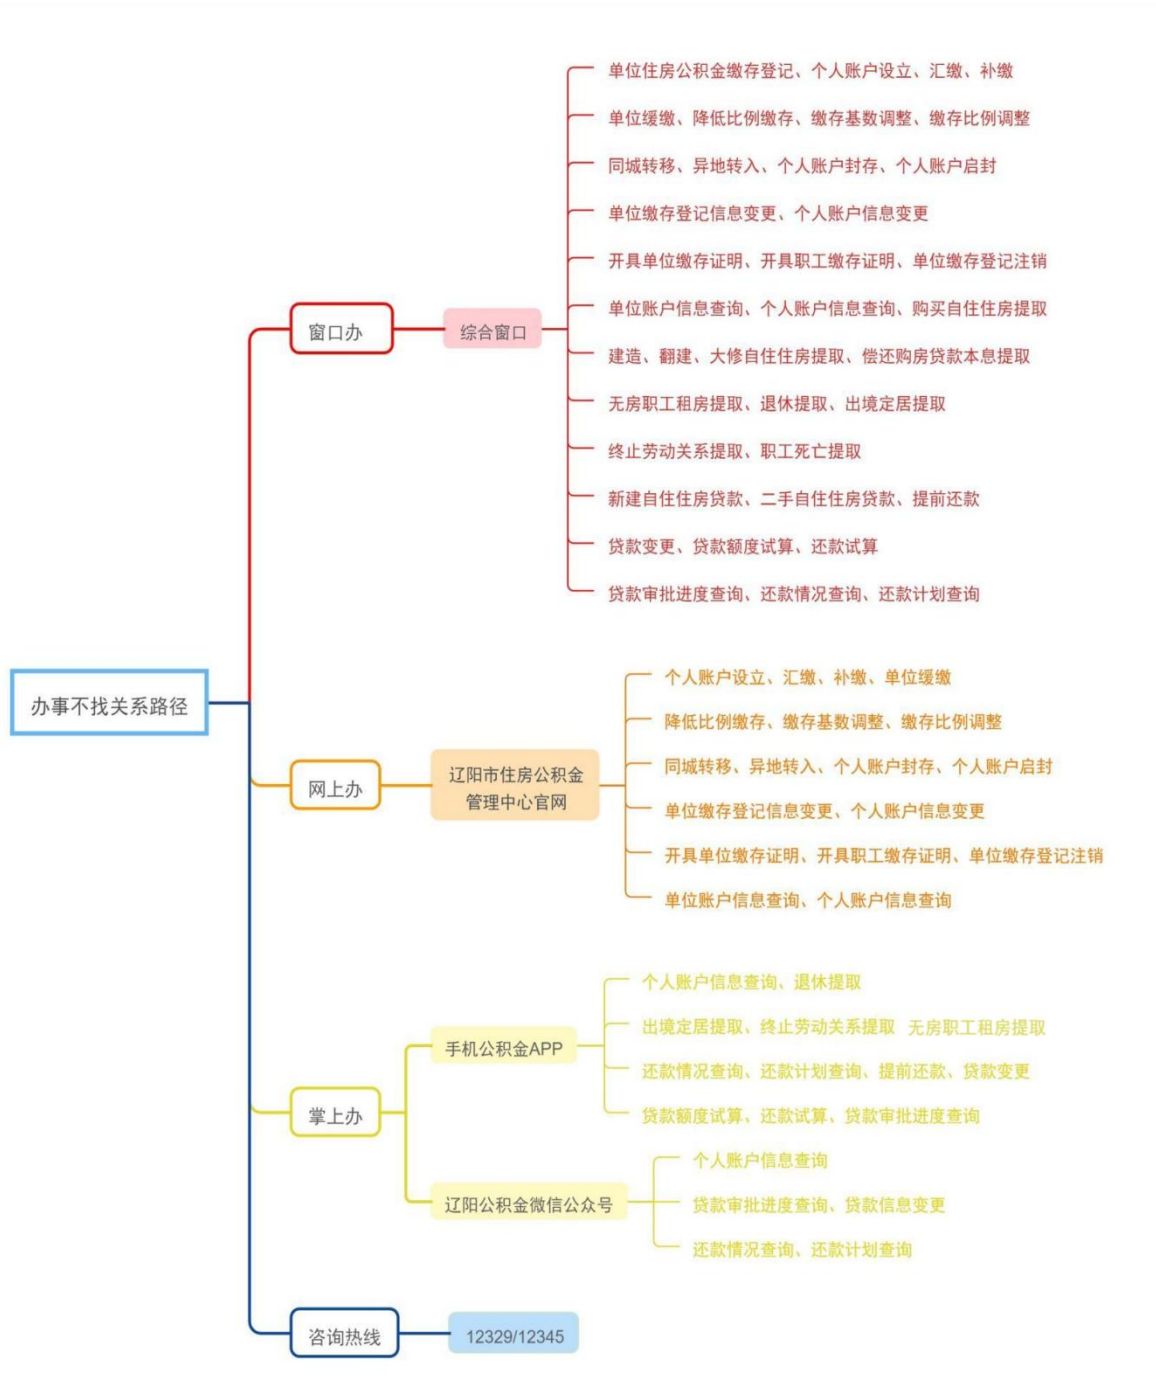 单位住房公积金缴存登记、个人账户设立、汇缴、补缴
单位缓缴、降低比例缴存、缴存基数调整、缴存比例调整
同城转移、异地转入、个人账户封存、个人账户启封
单位缴存登记信息变更、个人账户信息变更
开具单位缴存证明、开具职工缴存证明、单位缴存登记注销
单位账户信息查询、个人账户信息查询、购买自住住房提取
窗口办
综合窗口
建造、翻建、大修自住住房提取、偿还购房贷款本息提取
无房职工租房提取、退休提取、出境定居提取
终止劳动关系提取、职工死亡提取
新建自住住房贷款、二手自住住房贷款、提前还款
贷款变更、贷款额度试算、还款试算
贷款审批进度查询、还款情况查询、还款计划查询
办事不找关系路径
个人账户设立、汇缴、补缴、单位缓缴
降低比例缴存、缴存基数调整、缴存比例调整
同城转移、异地转入、个人账户封存、个人账户启封
网上办
辽阳市住房公积金
管理中心官网
单位缴存登记信息变更、个人账户信息变更
开具单位缴存证明、开具职工缴存证明、单位缴存登记注销
单位账户信息查询、个人账户信息查询
个人账户信息查询、退休提取
出境定居提取、终止劳动关系提取 无房职工租房提取
手机公积金APP
还款情况查询、还款计划查询、提前还款、贷款变更
贷款额度试算、还款试算、贷款审批进度查询
掌上办
个人账户信息查询
辽阳公积金微信公众号
贷款审批进度查询、贷款信息变更
还款情况查询、还款计划查询
咨询热线
12329/12345